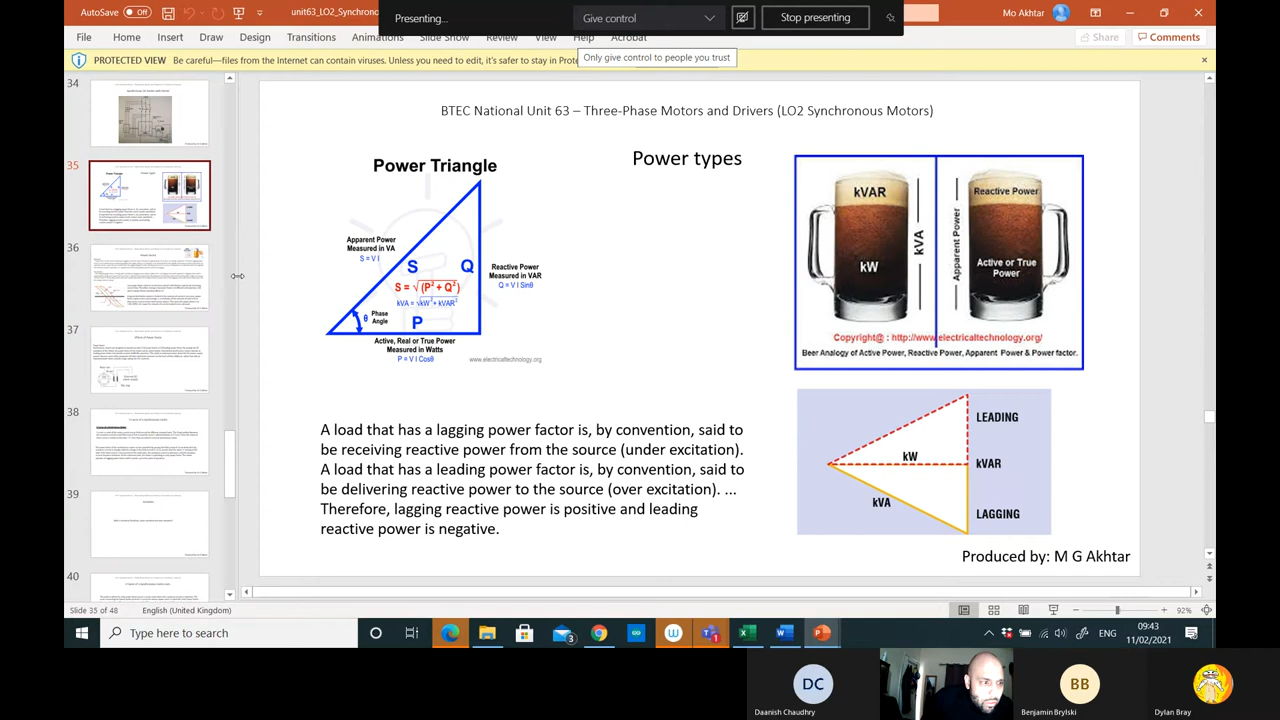 AutoSave Off
unit63_LO2_Synchrono
Presenting...
Give control
Stop presenting
Mo Akhtar
File Home Insert Draw Design Transitions Animations Slide Show Review View Help Acrobat
Share
Comments
Only give control to people you trust
PROTECTED VIEW Be careful—files from the Internet can contain viruses. Unless you need to edit, it's safer to stay in Prote
34
35
36
37
38
39
40
BTEC National Unit 63 – Three-Phase Motors and Drivers (LO2 Synchronous Motors)
Power types
Power Triangle
Apparent Power
Measured in VA
S = V I
S
Q
Reactive Power
Measured in VAR
Q = V I Sinθ
S = √(P² + Q²)
kVA = √kW² + kVAR²
θ
Phase
Angle
P
Active, Real or True Power
Measured in Watts
P = V I Cosθ
www.electricaltechnology.org
kVAR
kW
kVA
Apparent Power
Reactive Power
Active or True
Power
Copyright@ : http://www.electricaltechnology.org/
Beer Analogy of Active Power, Reactive Power, Apparent Power & Power factor.
LEADING
kW
kVAR
kVA
LAGGING
A load that has a lagging power factor is, by convention, said to
be receiving reactive power from the source (under excitation).
A load that has a leading power factor is, by convention, said to
be delivering reactive power to the source (over excitation). ...
Therefore, lagging reactive power is positive and leading
reactive power is negative.
Produced by: M G Akhtar
Slide 35 of 48
English (United Kingdom)
92%
Type here to search
3
1
ENG
09:43
11/02/2021
DC
BB
Daanish Chaudhry
Benjamin Brylski
Dylan Bray